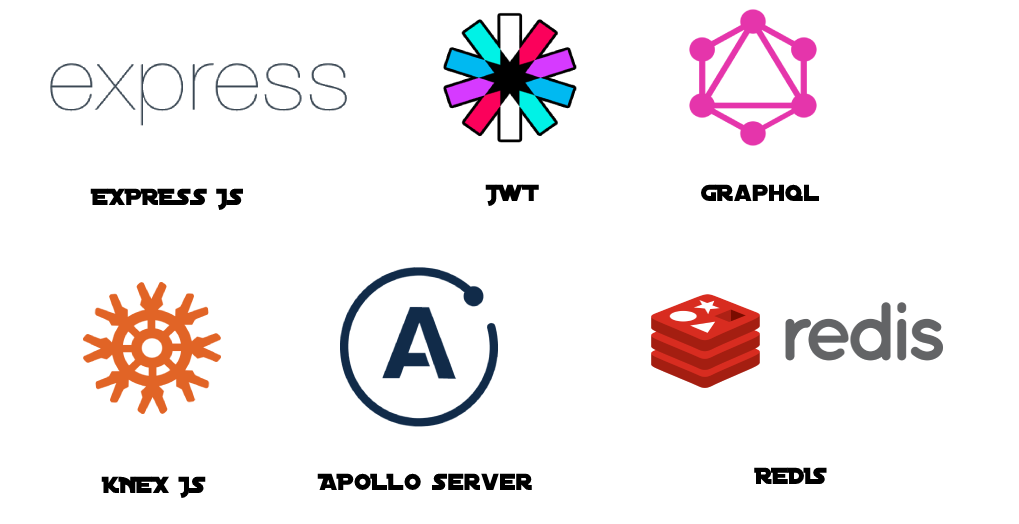 express
EXPRESS JS
JWT
GRAPHQL
A
redis
KNEX JS
APOLLO SERVER
REDIS